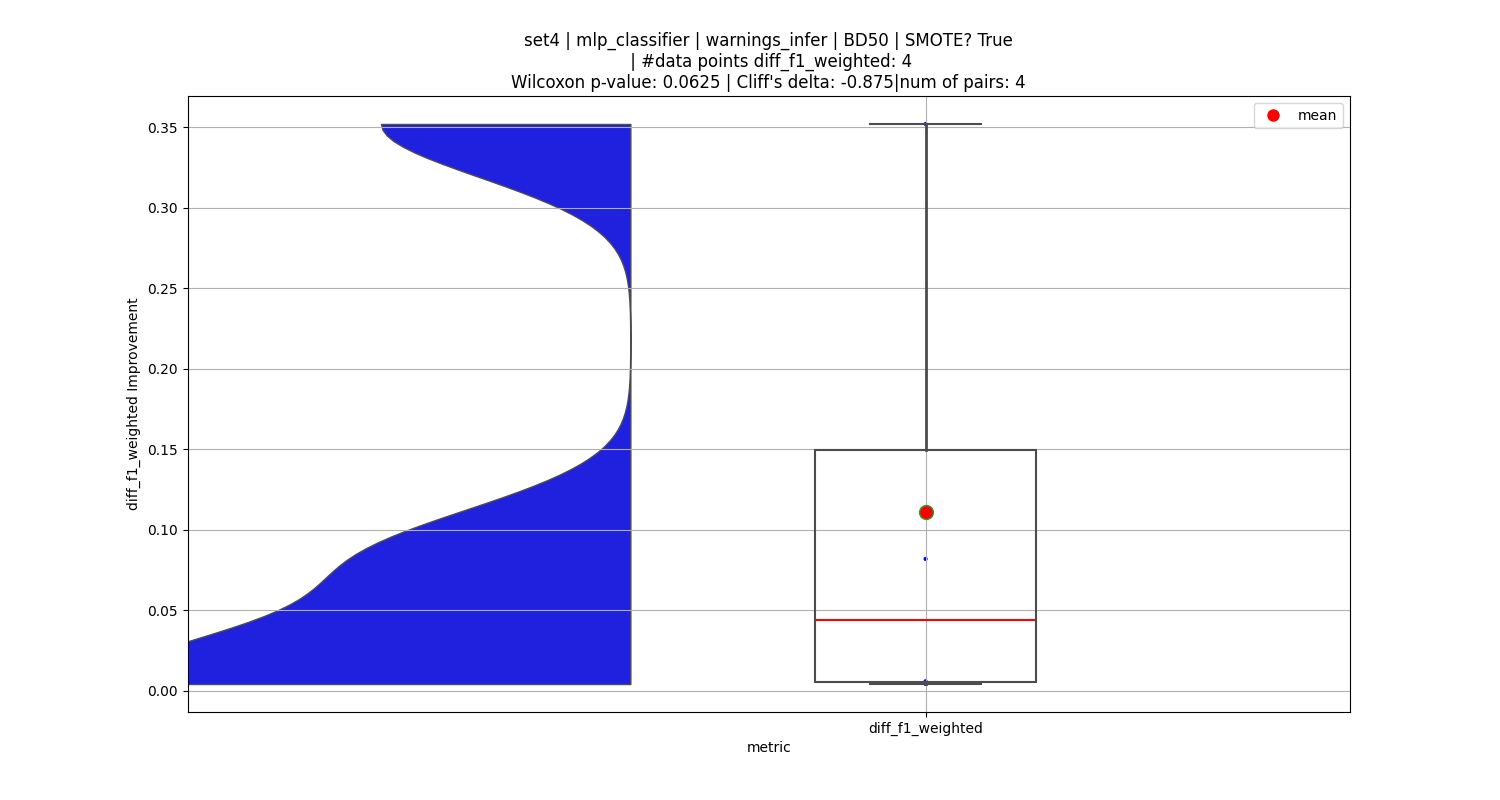 set4 | mlp_classifier | warnings_infer | BD50 | SMOTE? True
| #data points diff_f1_weighted: 4
Wilcoxon p-value: 0.0625 | Cliff's delta: -0.875|num of pairs: 4
mean
0.35
0.30
0.25
0.20
0.15
0.10
0.05
0.00
diff_f1_weighted Improvement
diff_f1_weighted
metric